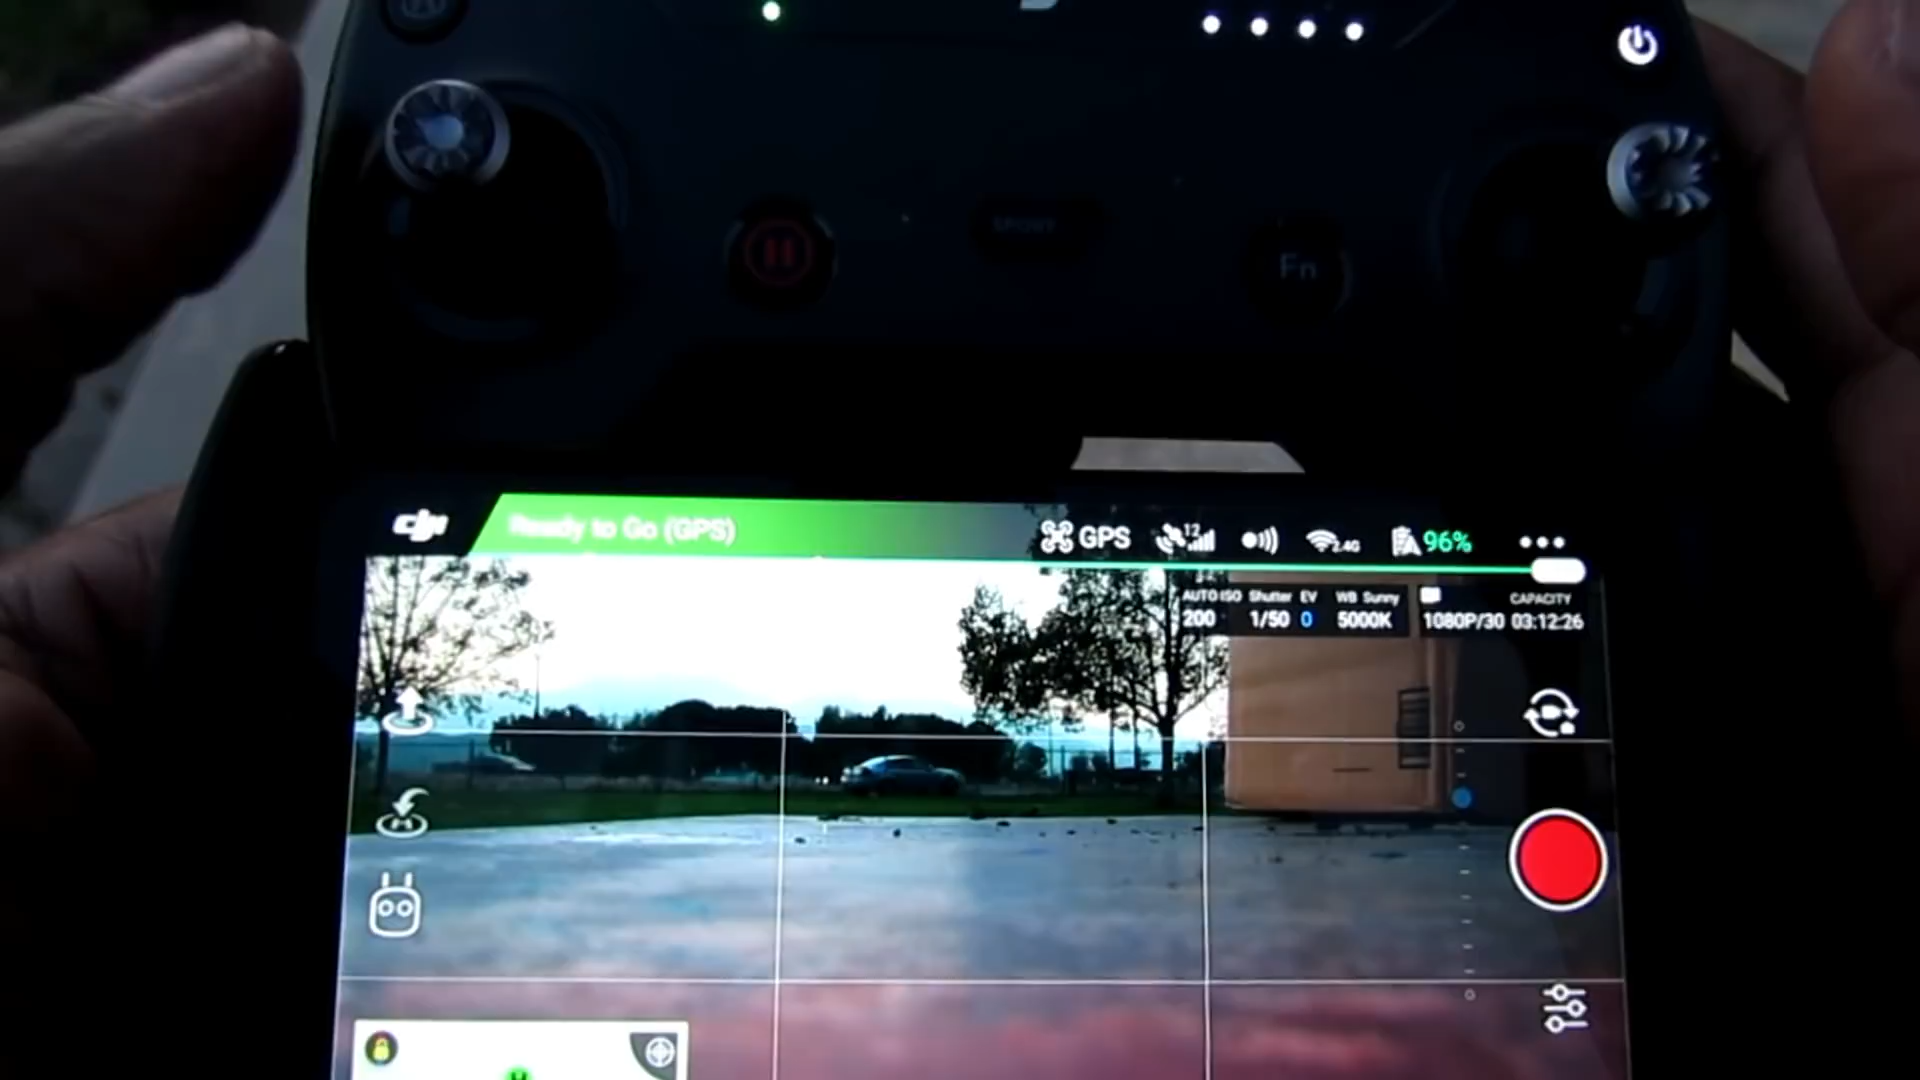 SPORT
Fn
dji
Ready to Go (GPS)
GPS
12
2.4G
96%
AUTO ISO Shutter EV WB Sunny CAPACITY
200 1/50 0 5000K 1080P/30 03:12:26
H